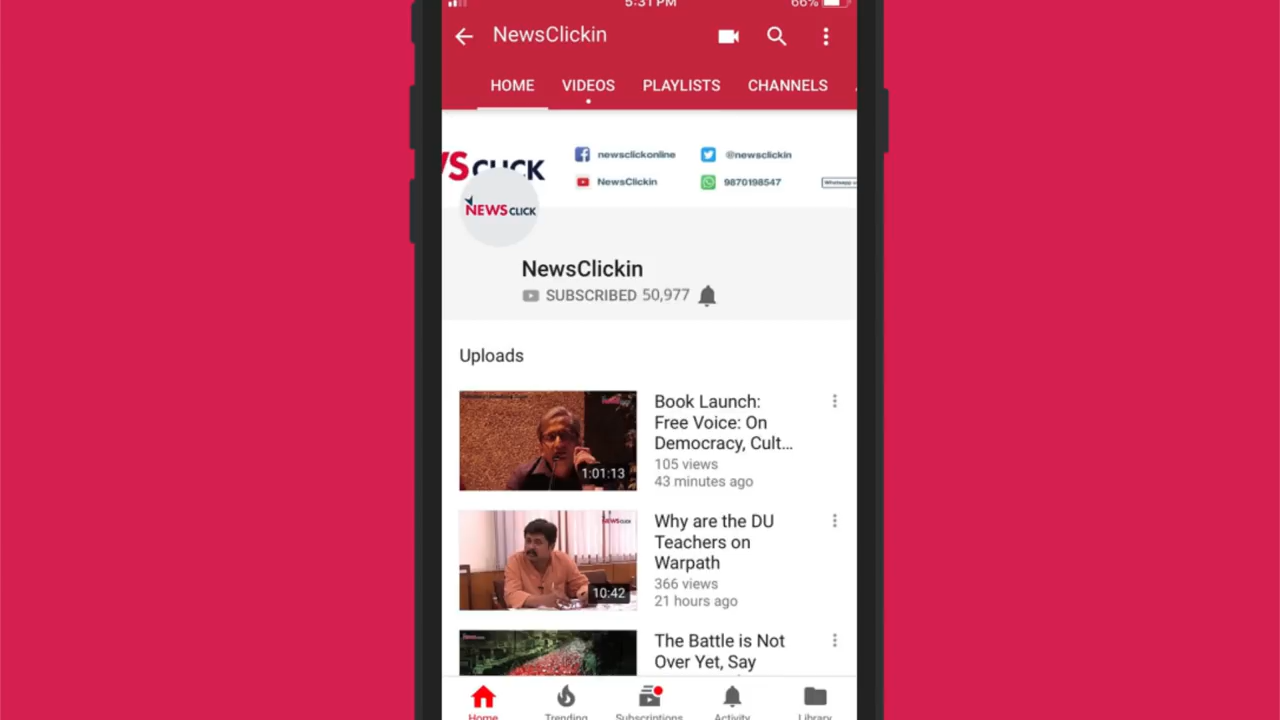 5:31 PM
66%
NewsClickin
HOME VIDEOS PLAYLISTS CHANNELS
CLICK
newsclickonline
@newsclickin
NewsClickin
9870198547
NEWS CLICK
NewsClickin
SUBSCRIBED 50,977
Uploads
1:01:13
Book Launch:
Free Voice: On
Democracy, Cult...
105 views
43 minutes ago
NEWSCLICK
10:42
Why are the DU
Teachers on
Warpath
366 views
21 hours ago
The Battle is Not
Over Yet, Say
Home Trending Subscriptions Activity Library